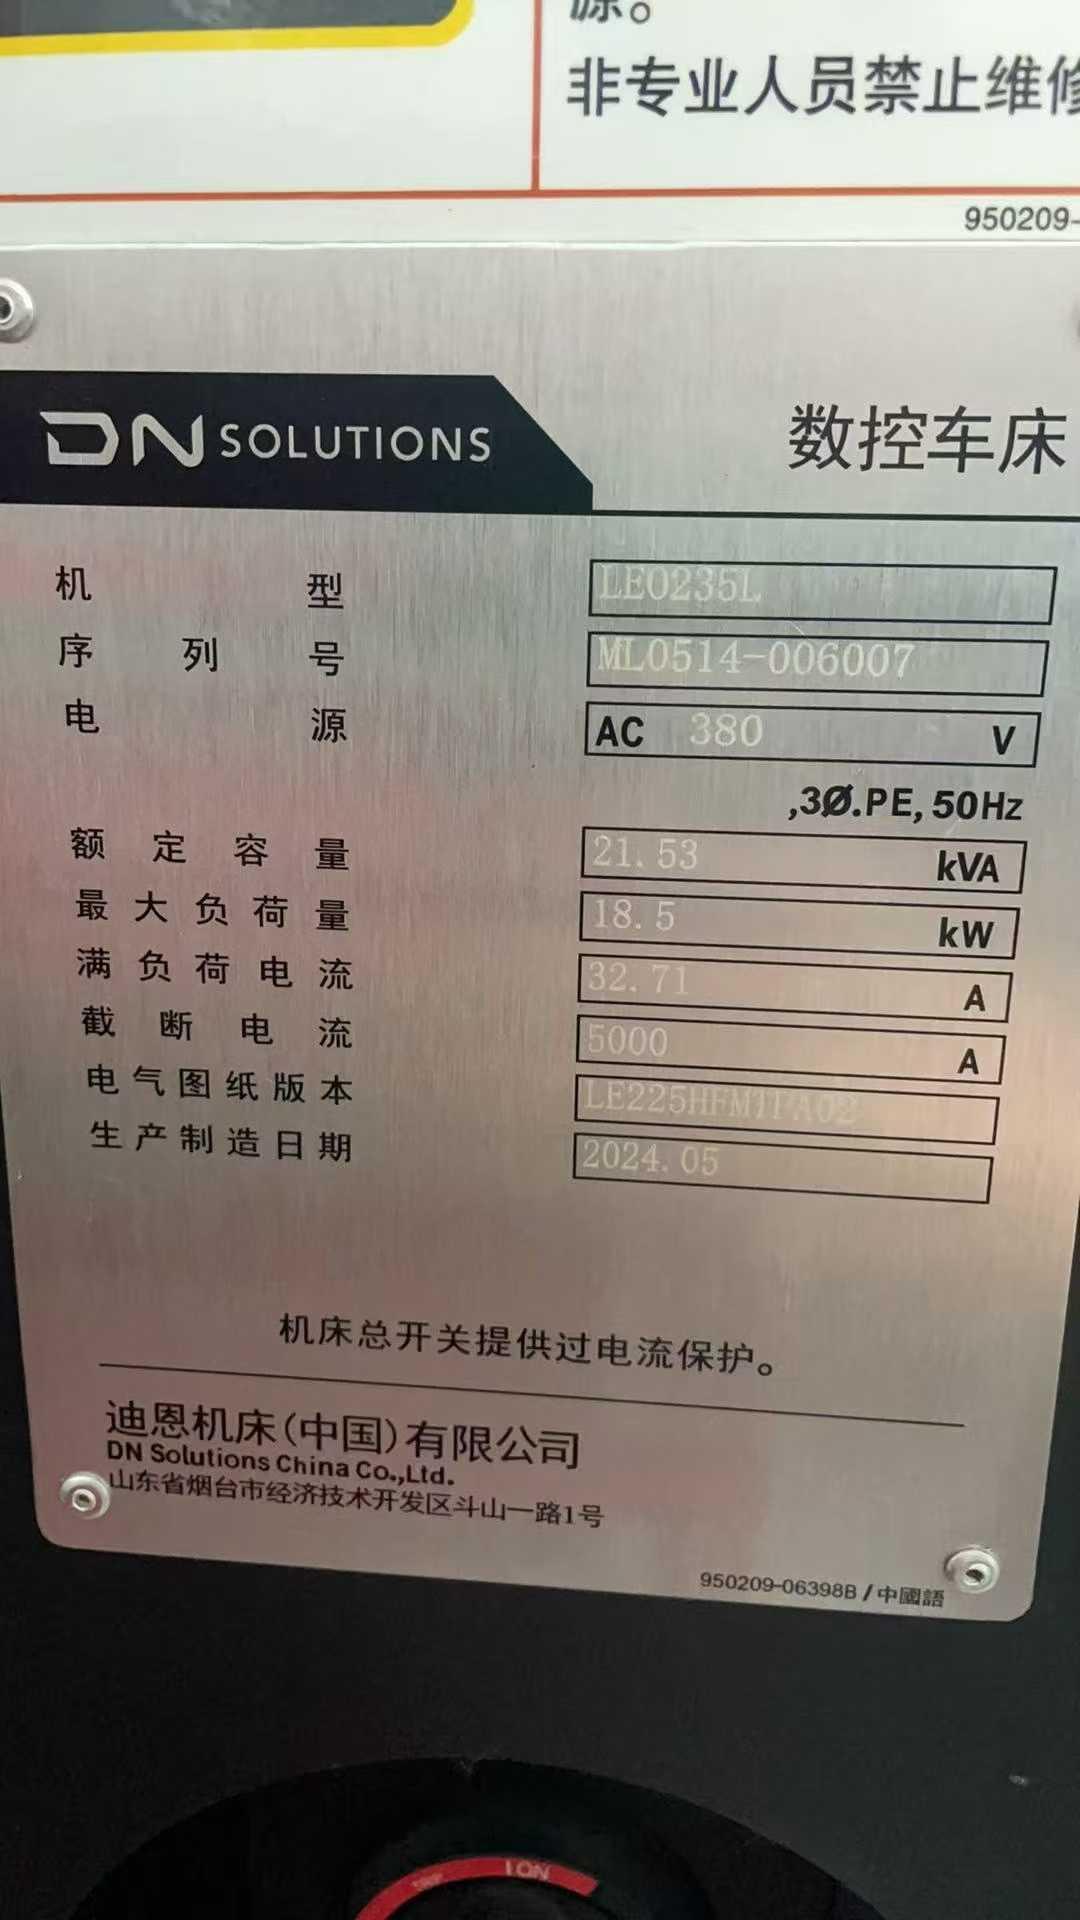 源。
非专业人员禁止维修
950209-
DN SOLUTIONS
数控车床
机型 LEO235L
序列号 ML0514-006007
电源 AC 380 V
,3Ø.PE, 50Hz
额定容量 21.53 kVA
最大负荷量 18.5 kW
满负荷电流 32.71 A
截断电流 5000 A
电气图纸版本
生产制造日期 2024.05
机床总开关提供过电流保护。
迪恩机床(中国)有限公司
DN Solutions China Co.,Ltd.
山东省烟台市经济技术开发区斗山一路1号
950209-06398B / 中國語
I ON